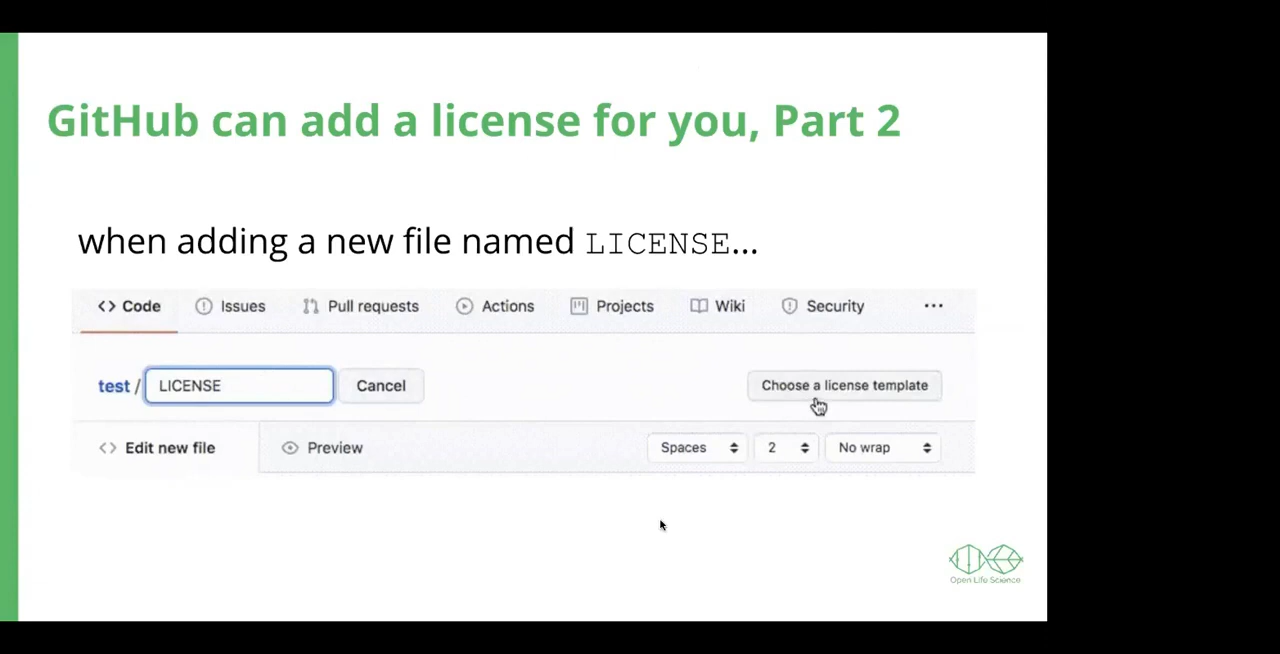 GitHub can add a license for you, Part 2
when adding a new file named LICENSE...
<> Code Issues Pull requests Actions Projects Wiki Security ...
test / LICENSE Cancel Choose a license template
<> Edit new file Preview Spaces 2 No wrap
Open Life Science